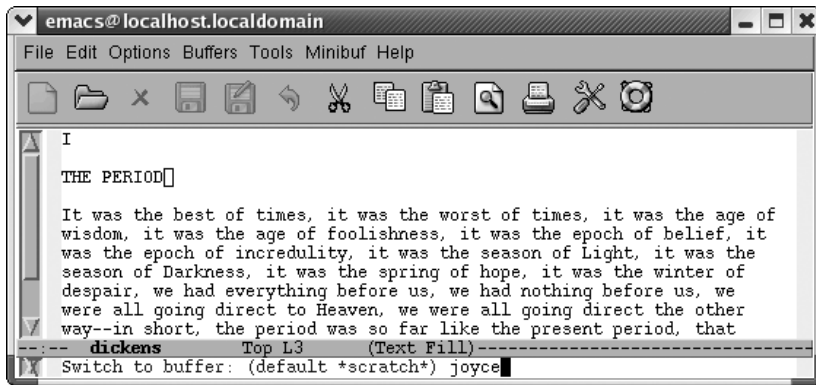 emacs@localhost.localdomain
File Edit Options Buffers Tools Minibuf Help
I
THE PERIOD
It was the best of times, it was the worst of times, it was the age of
wisdom, it was the age of foolishness, it was the epoch of belief, it
was the epoch of incredulity, it was the season of Light, it was the
season of Darkness, it was the spring of hope, it was the winter of
despair, we had everything before us, we had nothing before us, we
were all going direct to Heaven, we were all going direct the other
way--in short, the period was so far like the present period, that
--:-- dickens Top L3 (Text Fill)----------------------------------
Switch to buffer: (default *scratch*) joyce